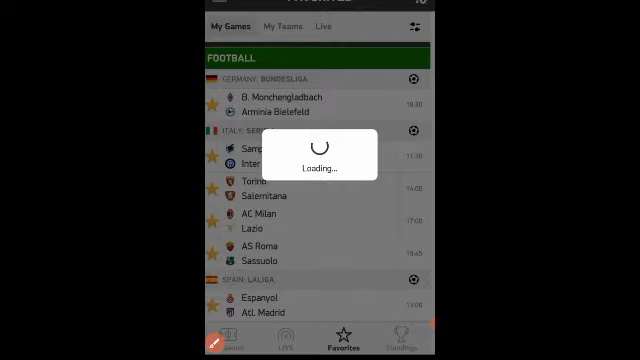 My Games My Teams Live
FOOTBALL
GERMANY: BUNDESLIGA
B. Monchengladbach
Arminia Bielefeld
18:30
ITALY:
Inter
11:30
Loading...
Torino
Salernitana
14:00
AC Milan
Lazio
17:00
AS Roma
Sassuolo
19:45
SPAIN: LALIGA
Espanyol
Atl. Madrid
13:00
LIVE Favorites Standings